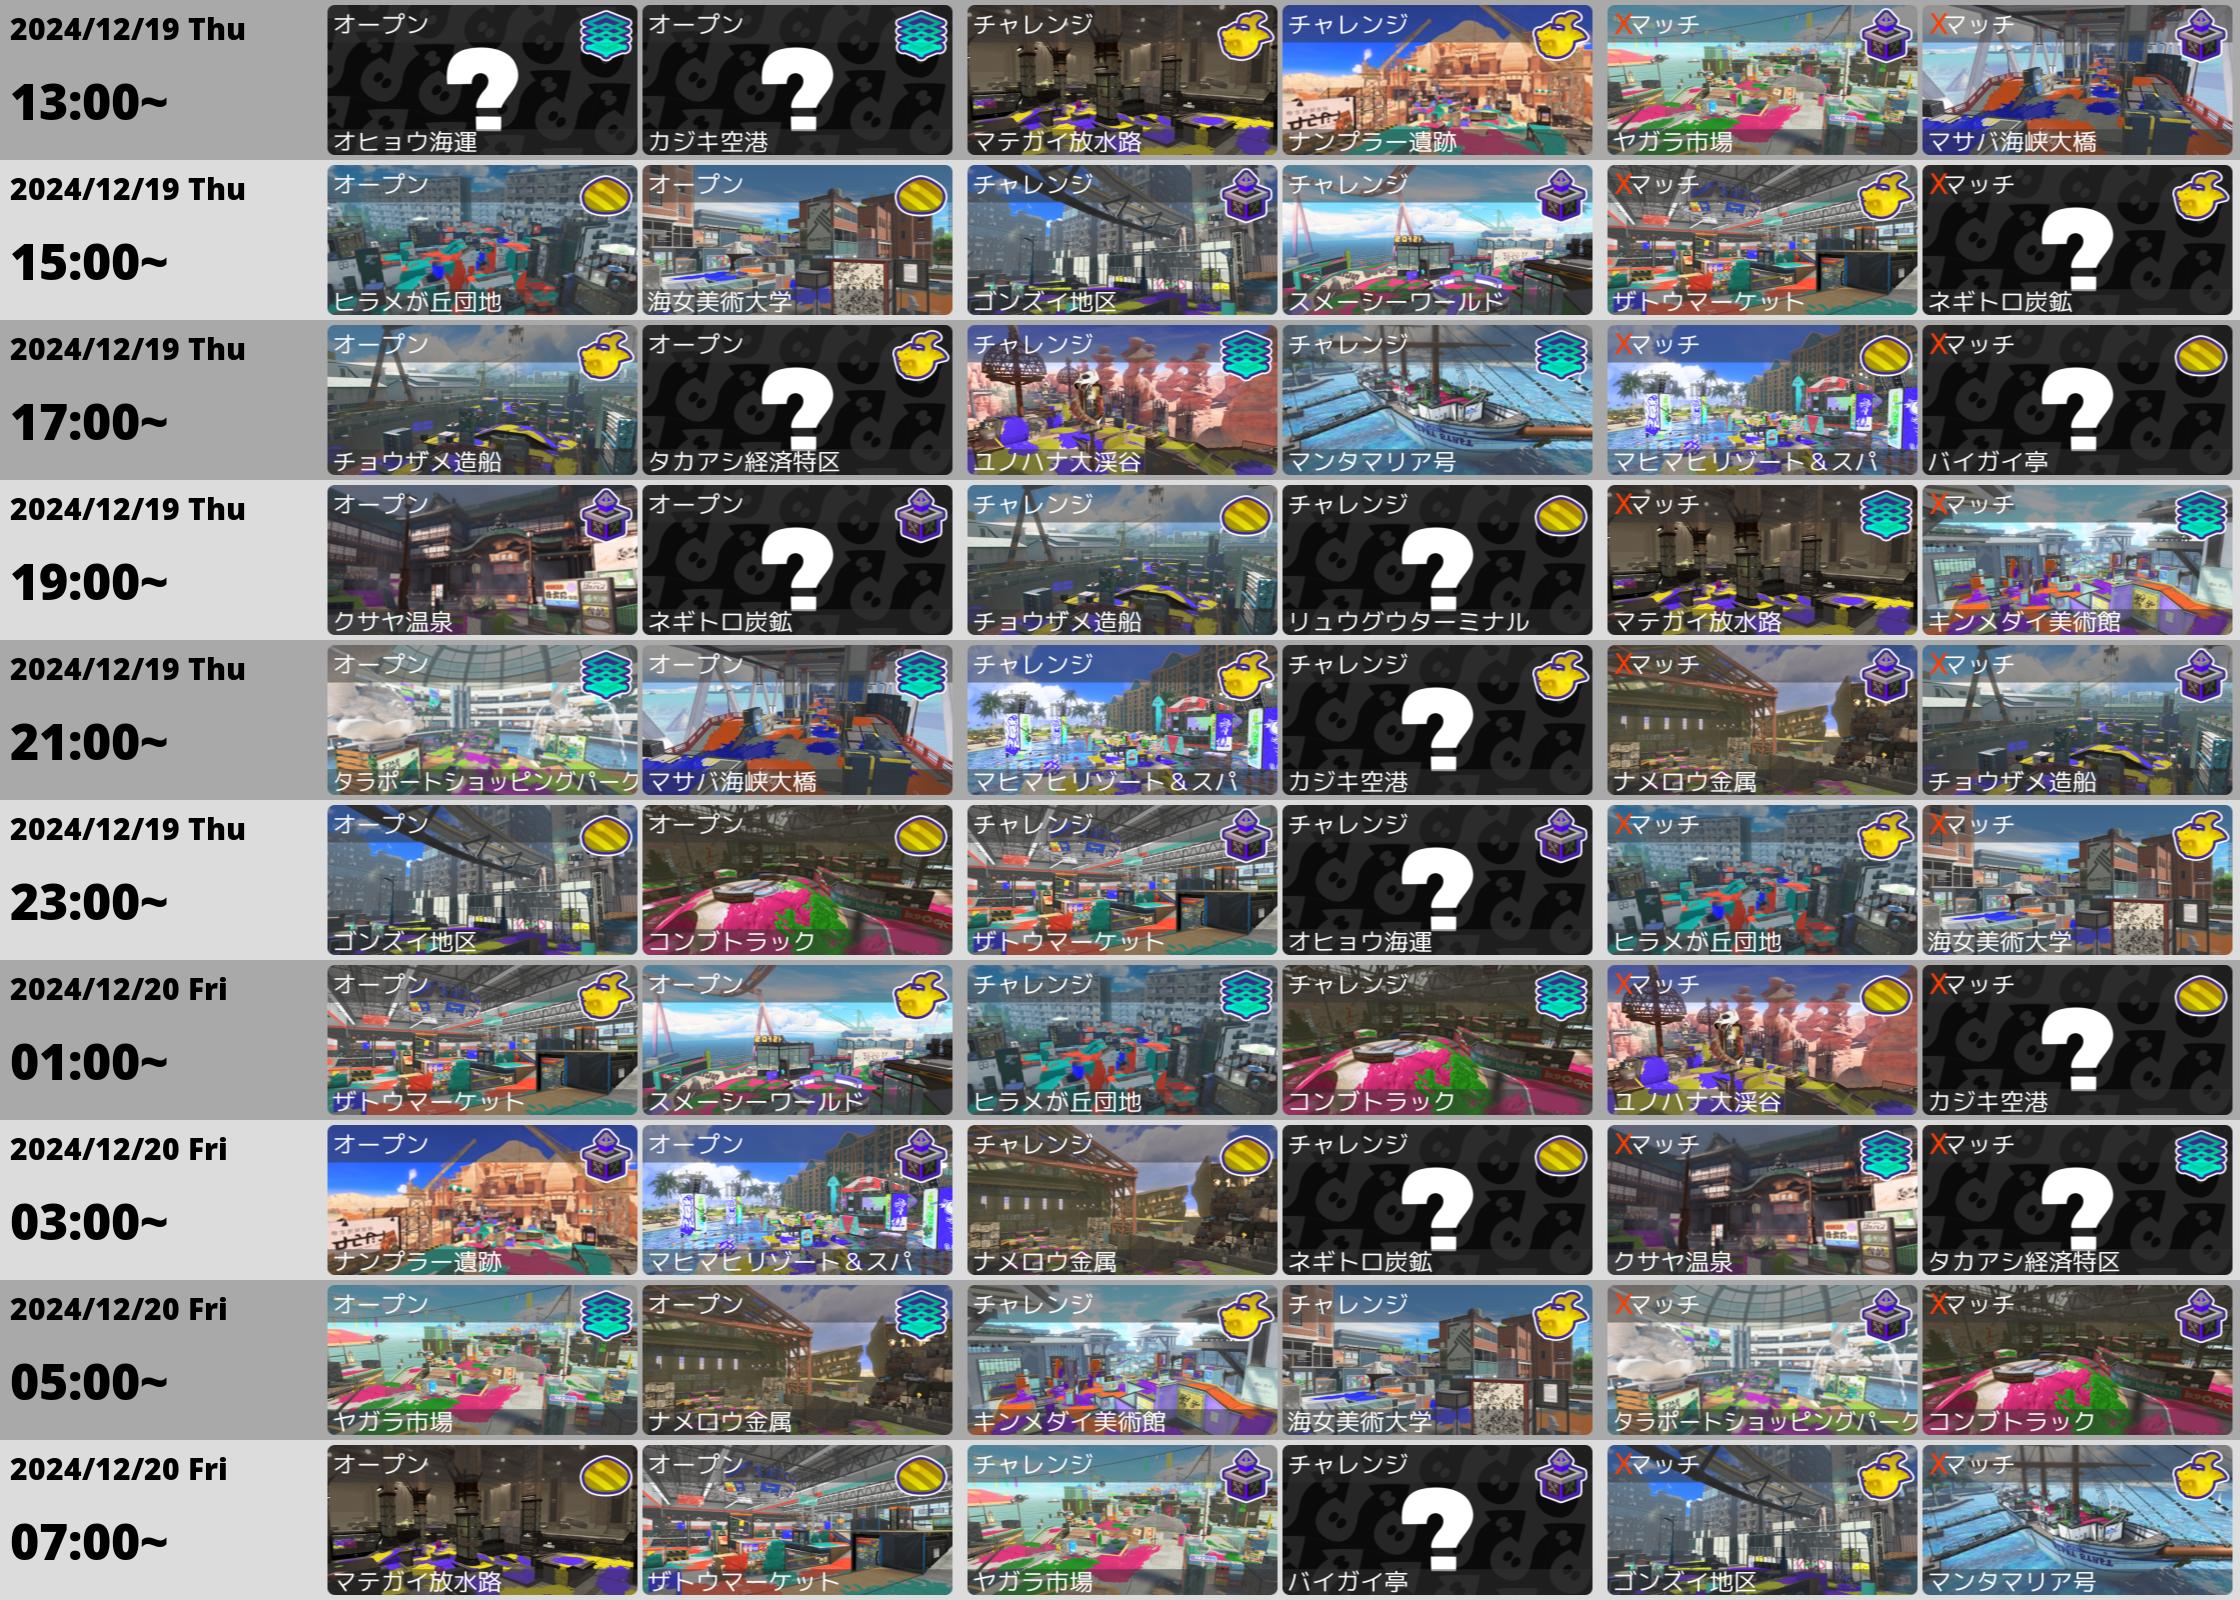 2024/12/19 Thu
13:00~
オープン
オープン
チャレンジ
チャレンジ
Xマッチ
Xマッチ
オヒョウ海運
カジキ空港
マテガイ放水路
ナンプラー遺跡
ヤガラ市場
マサバ海峡大橋
2024/12/19 Thu
15:00~
オープン
オープン
チャレンジ
チャレンジ
Xマッチ
Xマッチ
ヒラメが丘団地
海女美術大学
ゴンズイ地区
スメーシーワールド
ザトウマーケット
ネギトロ炭鉱
2024/12/19 Thu
17:00~
オープン
オープン
チャレンジ
チャレンジ
Xマッチ
Xマッチ
チョウザメ造船
タカアシ経済特区
ユノハナ大渓谷
マンタマリア号
マヒマヒリゾート＆スパ
バイガイ亭
2024/12/19 Thu
19:00~
オープン
オープン
チャレンジ
チャレンジ
Xマッチ
Xマッチ
クサヤ温泉
ネギトロ炭鉱
チョウザメ造船
リュウグウターミナル
マテガイ放水路
キンメダイ美術館
2024/12/19 Thu
21:00~
オープン
オープン
チャレンジ
チャレンジ
Xマッチ
Xマッチ
タラポートショッピングパーク
マサバ海峡大橋
マヒマヒリゾート＆スパ
カジキ空港
ナメロウ金属
チョウザメ造船
2024/12/19 Thu
23:00~
オープン
オープン
チャレンジ
チャレンジ
Xマッチ
Xマッチ
ゴンズイ地区
コンブトラック
ザトウマーケット
オヒョウ海運
ヒラメが丘団地
海女美術大学
2024/12/20 Fri
01:00~
オープン
オープン
チャレンジ
チャレンジ
Xマッチ
Xマッチ
ザトウマーケット
スメーシーワールド
ヒラメが丘団地
コンブトラック
ユノハナ大渓谷
カジキ空港
2024/12/20 Fri
03:00~
オープン
オープン
チャレンジ
チャレンジ
Xマッチ
Xマッチ
ナンプラー遺跡
マヒマヒリゾート＆スパ
ナメロウ金属
ネギトロ炭鉱
クサヤ温泉
タカアシ経済特区
2024/12/20 Fri
05:00~
オープン
オープン
チャレンジ
チャレンジ
Xマッチ
Xマッチ
ヤガラ市場
ナメロウ金属
キンメダイ美術館
海女美術大学
タラポートショッピングパーク
コンブトラック
2024/12/20 Fri
07:00~
オープン
オープン
チャレンジ
チャレンジ
Xマッチ
Xマッチ
マテガイ放水路
ザトウマーケット
ヤガラ市場
バイガイ亭
ゴンズイ地区
マンタマリア号